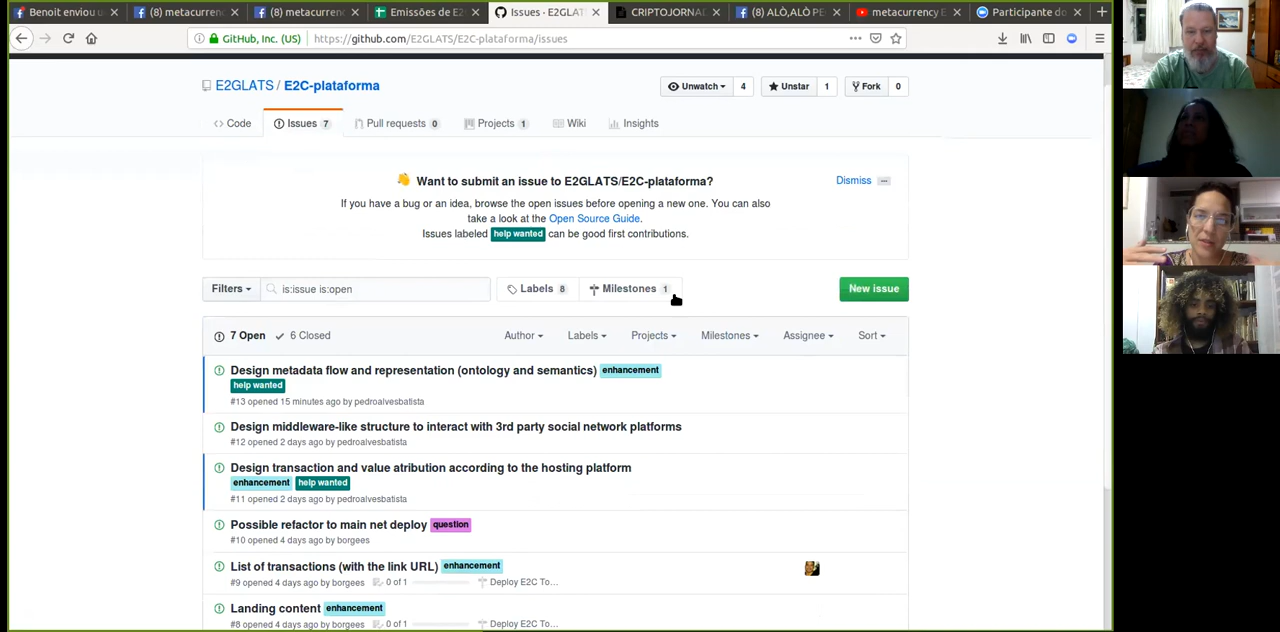 Benoit enviou u
(8) metacurren
(8) metacurren
Emissões de E2
Issues · E2GLAT
CRIPTOJORNA
(8) ALÔ,ALÔ PE
metacurrency E
Participante do
GitHub, Inc. (US)
https://github.com/E2GLATS/E2C-plataforma/issues
E2GLATS / E2C-plataforma
Unwatch 4
Unstar 1
Fork 0
Code
Issues 7
Pull requests 0
Projects 1
Wiki
Insights
Want to submit an issue to E2GLATS/E2C-plataforma?
Dismiss
If you have a bug or an idea, browse the open issues before opening a new one. You can also
take a look at the Open Source Guide.
Issues labeled help wanted can be good first contributions.
Filters
is:issue is:open
Labels 8
Milestones 1
New issue
7 Open
6 Closed
Author
Labels
Projects
Milestones
Assignee
Sort
Design metadata flow and representation (ontology and semantics) enhancement
help wanted
#13 opened 15 minutes ago by pedroalvesbatista
Design middleware-like structure to interact with 3rd party social network platforms
#12 opened 2 days ago by pedroalvesbatista
Design transaction and value atribution according to the hosting platform
enhancement help wanted
#11 opened 2 days ago by pedroalvesbatista
Possible refactor to main net deploy question
#10 opened 4 days ago by borgees
List of transactions (with the link URL) enhancement
#9 opened 4 days ago by borgees 0 of 1 Deploy E2C To...
Landing content enhancement
#8 opened 4 days ago by borgees 0 of 1 Deploy E2C To...